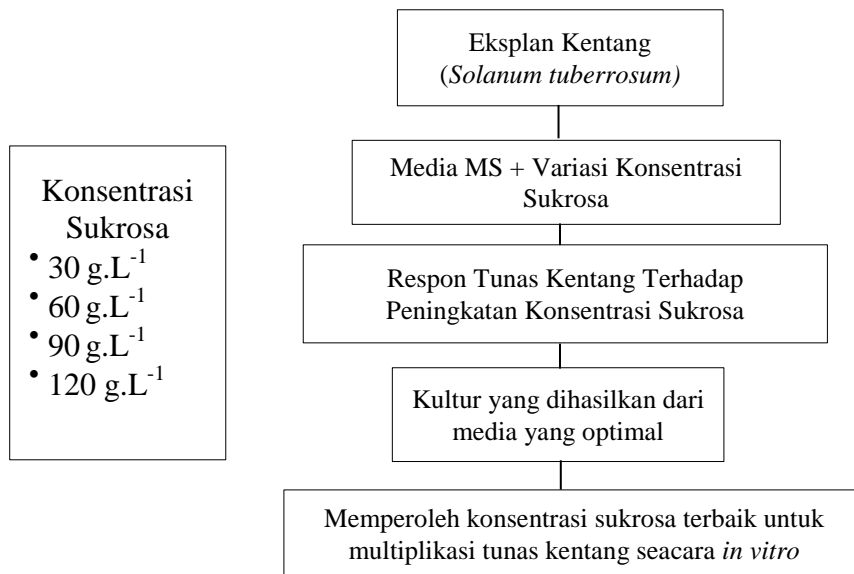 Eksplan Kentang
(Solanum tuberrosum)
Media MS + Variasi Konsentrasi
Sukrosa
Respon Tunas Kentang Terhadap
Peningkatan Konsentrasi Sukrosa
Kultur yang dihasilkan dari
media yang optimal
Memperoleh konsentrasi sukrosa terbaik untuk
multiplikasi tunas kentang seacara in vitro
Konsentrasi
Sukrosa
• 30 g.L⁻¹
• 60 g.L⁻¹
• 90 g.L⁻¹
• 120 g.L⁻¹